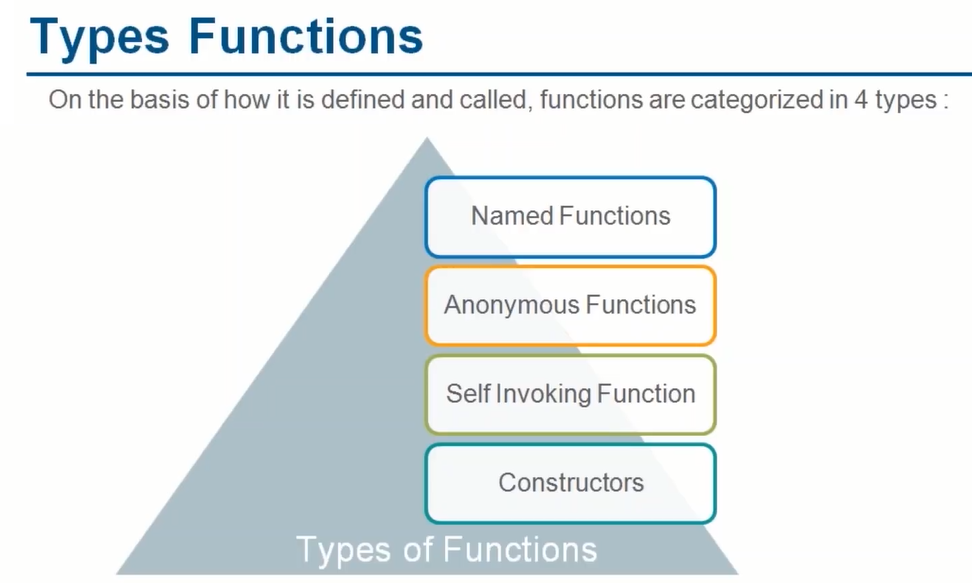 Types Functions
On the basis of how it is defined and called, functions are categorized in 4 types :
Named Functions
Anonymous Functions
Self Invoking Function
Constructors
Types of Functions